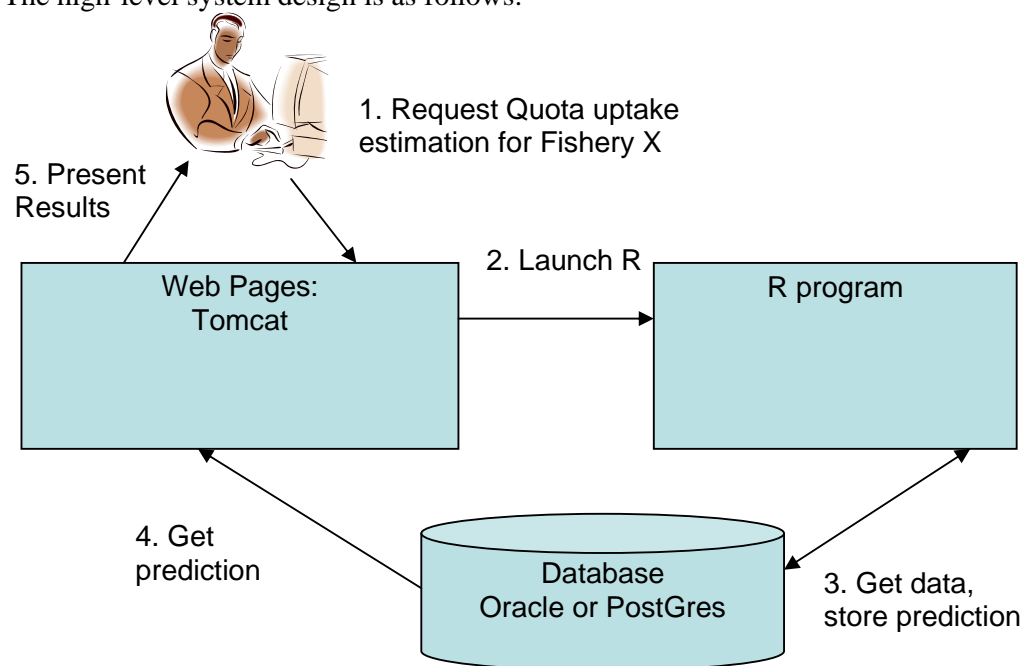 The high-level system design is as follows:
1. Request Quota uptake
estimation for Fishery X
5. Present
Results
2. Launch R
Web Pages:
Tomcat
R program
4. Get
prediction
Database
Oracle or PostGres
3. Get data,
store prediction